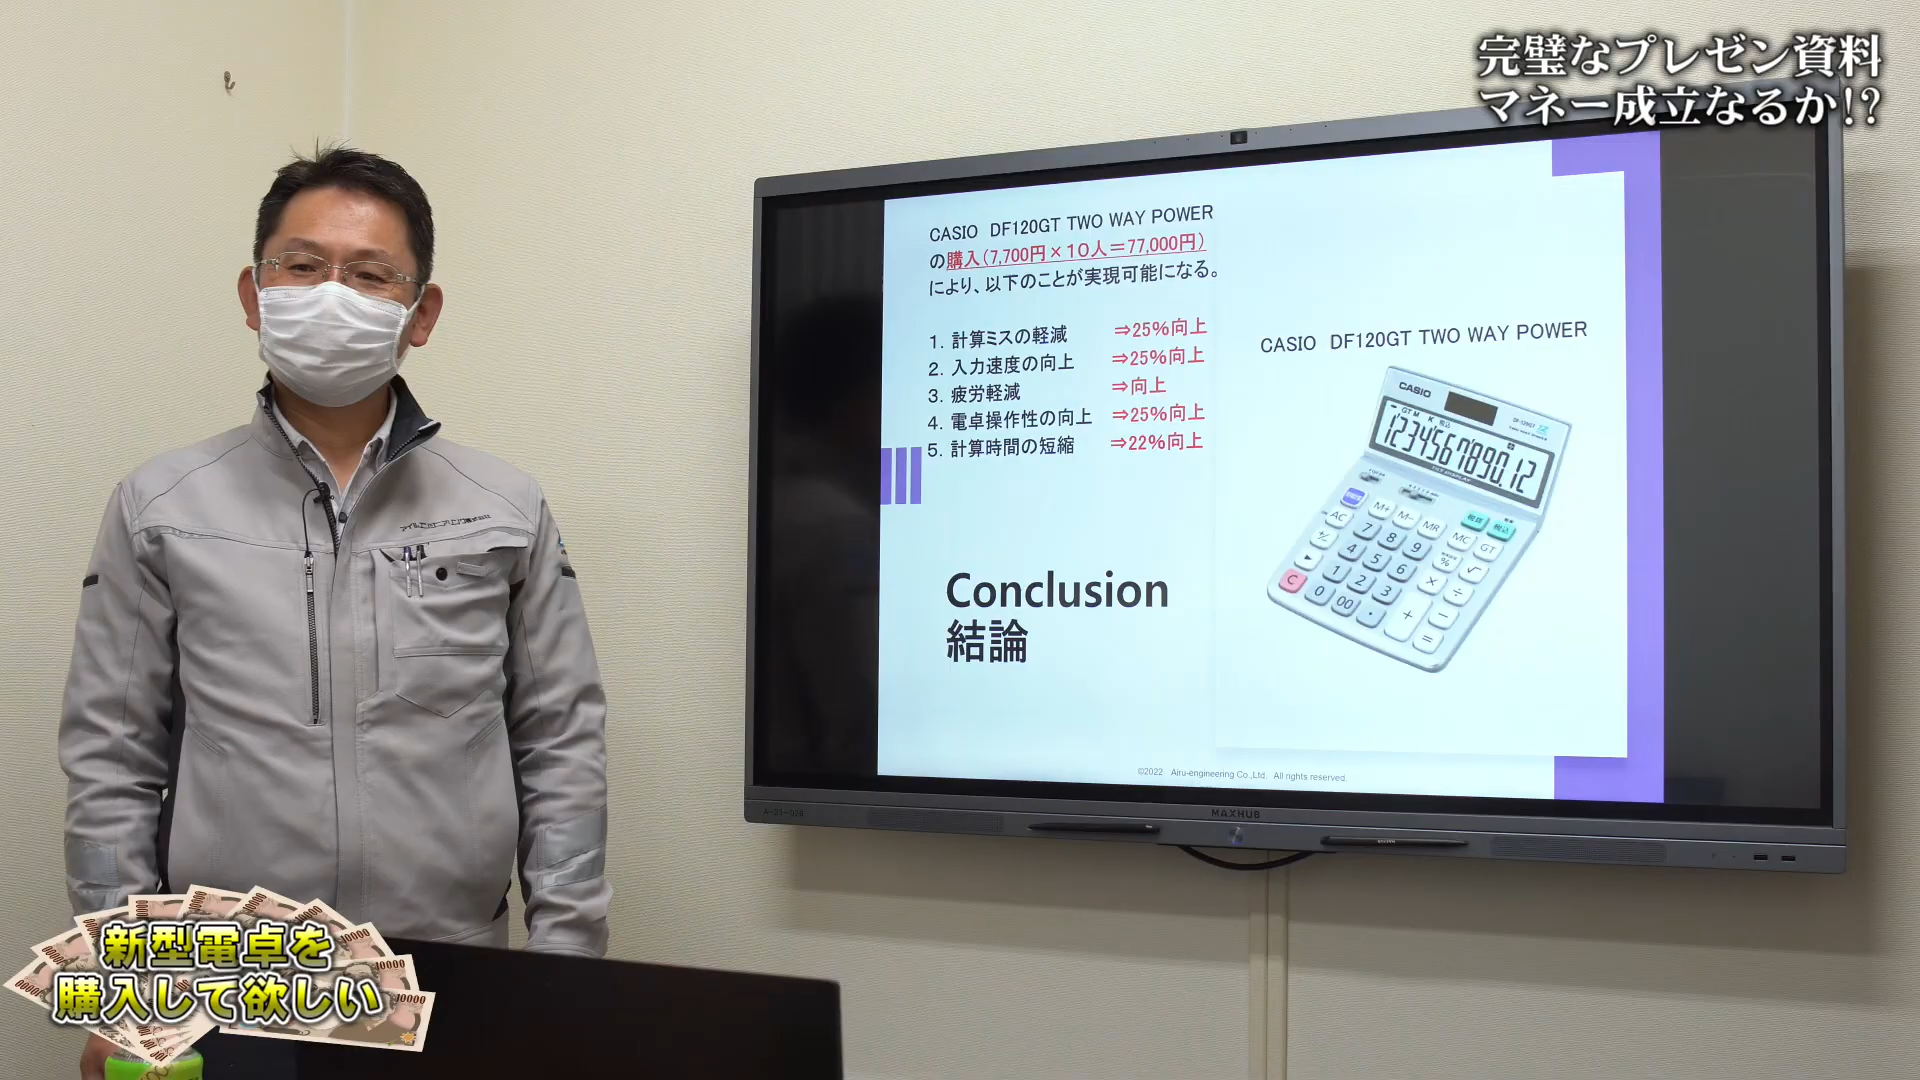 完璧なプレゼン資料
マネー成立なるか!?
CASIO DF120GT TWO WAY POWER
の購入(7,700円×10人=77,000円)
により、以下のことが実現可能になる。
1. 計算ミスの軽減 ⇒25%向上
2. 入力速度の向上 ⇒25%向上
3. 疲労軽減 ⇒向上
4. 電卓操作性の向上 ⇒25%向上
5. 計算時間の短縮 ⇒22%向上
Conclusion
結論
CASIO DF120GT TWO WAY POWER
CASIO
GT M K 税込
1234567890.12
AC M+ M- MR MC GT
7 8 9 % √
4 5 6 × ÷
C 1 2 3 + -
0 00 . =
©2022 Airu-engineering Co.,Ltd. All rights reserved.
MAXHUB
A-21-028
新型電卓を
購入して欲しい
10000
10000
10000